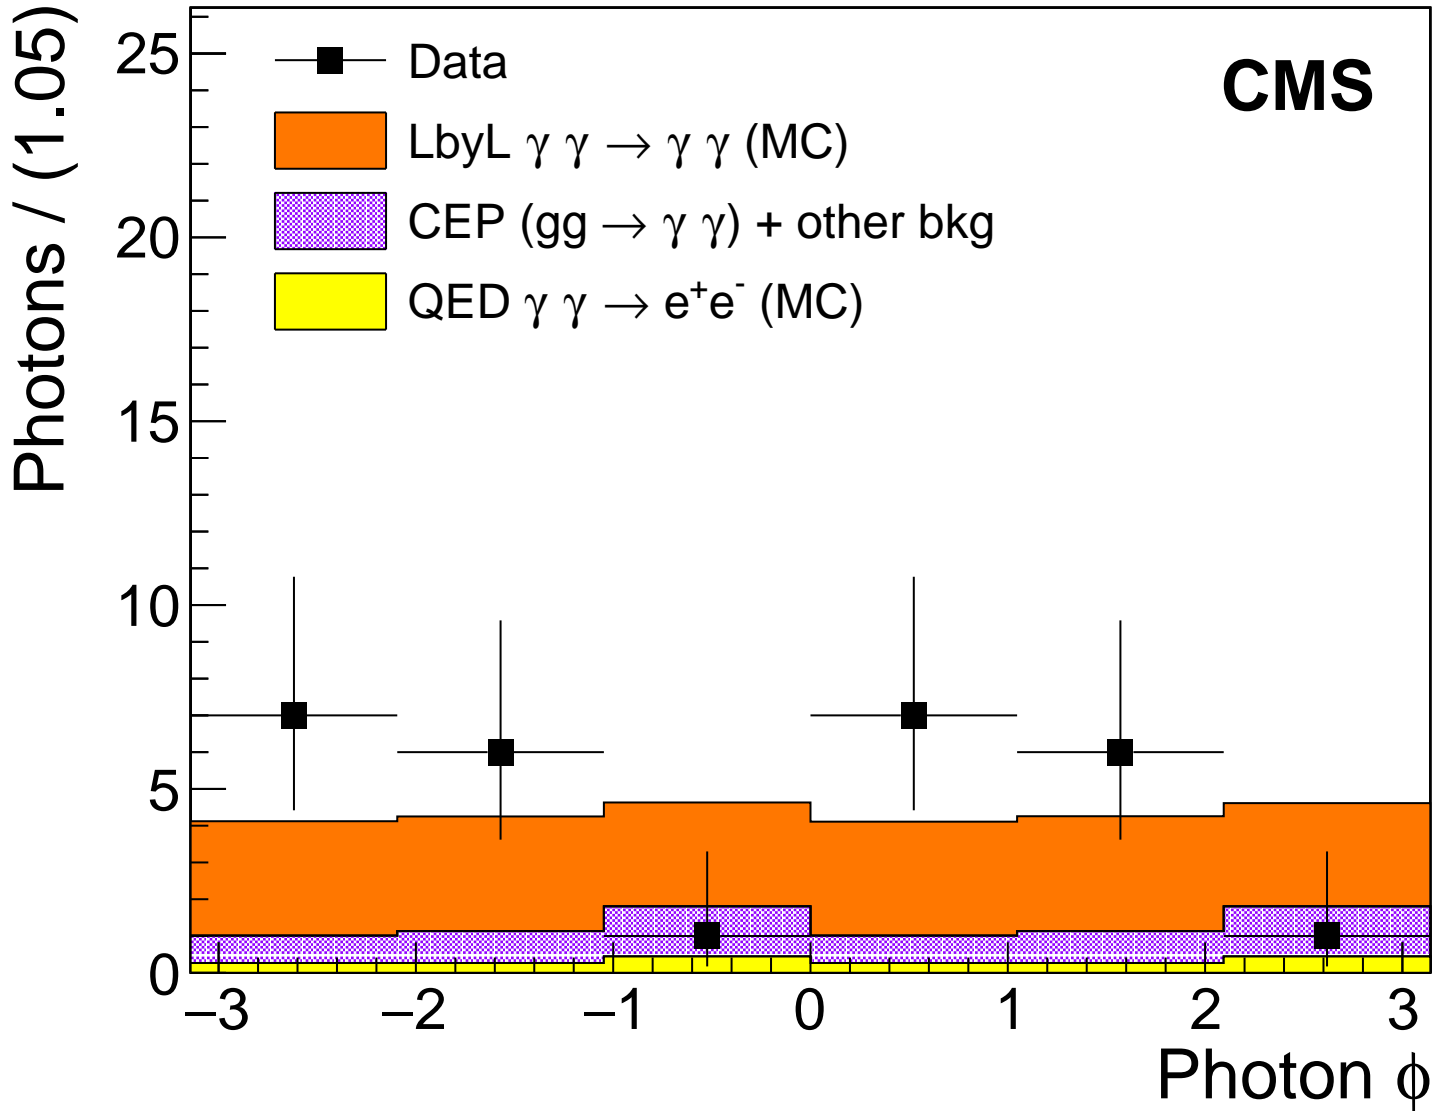 Photons / (1.05)
25
20
15
10
5
0
Data
LbyL γ γ → γ γ (MC)
CEP (gg → γ γ) + other bkg
QED γ γ → e⁺e⁻ (MC)
CMS
−3 −2 −1 0 1 2 3
Photon ϕ